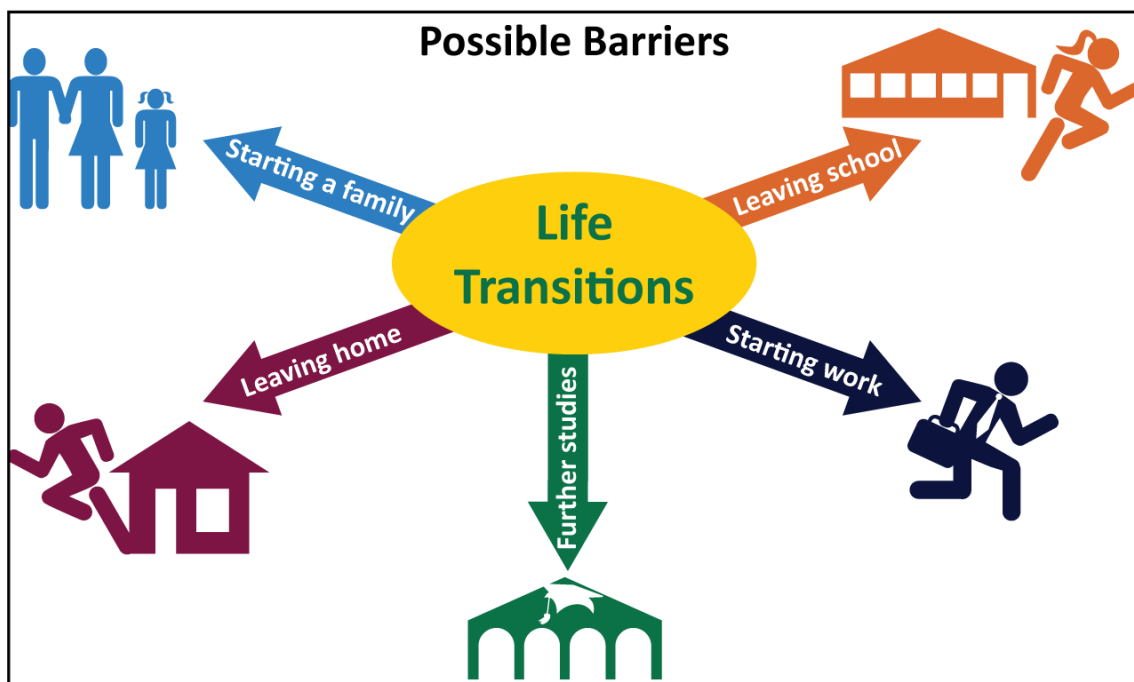 Possible Barriers
Starting a family
Leaving school
Life
Transitions
Leaving home
Starting work
Further studies